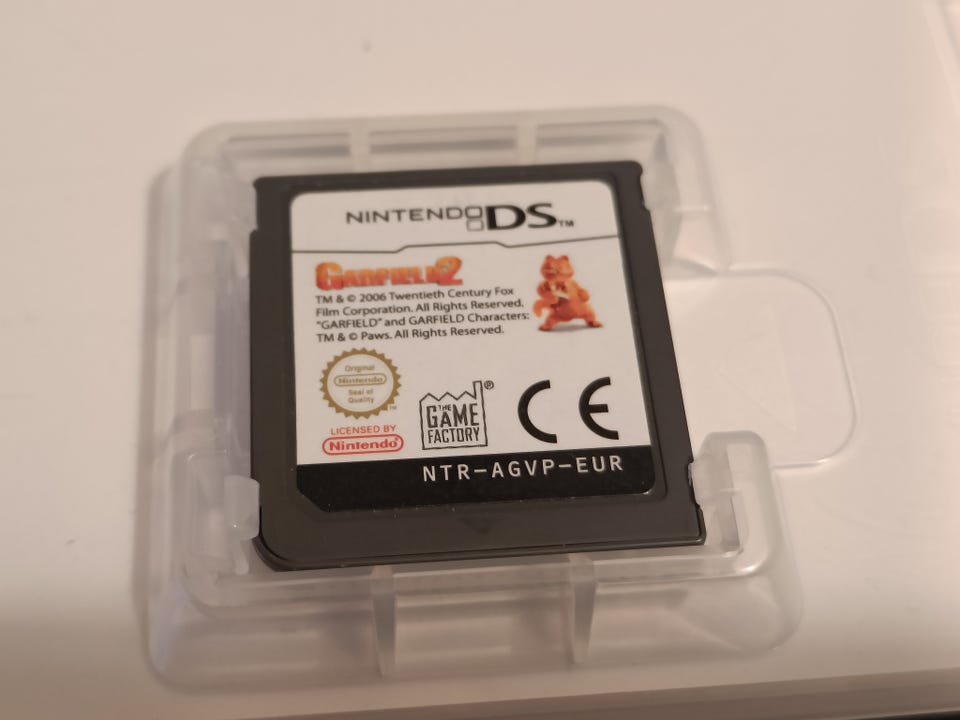 NINTENDO DS™
GARFIELD 2
TM & © 2006 Twentieth Century Fox
Film Corporation. All Rights Reserved.
"GARFIELD" and GARFIELD Characters:
TM & © Paws. All Rights Reserved.
Original
Nintendo
Seal of
Quality
TM
LICENSED BY
Nintendo®
THE
GAME
FACTORY
®
CE
NTR-AGVP-EUR